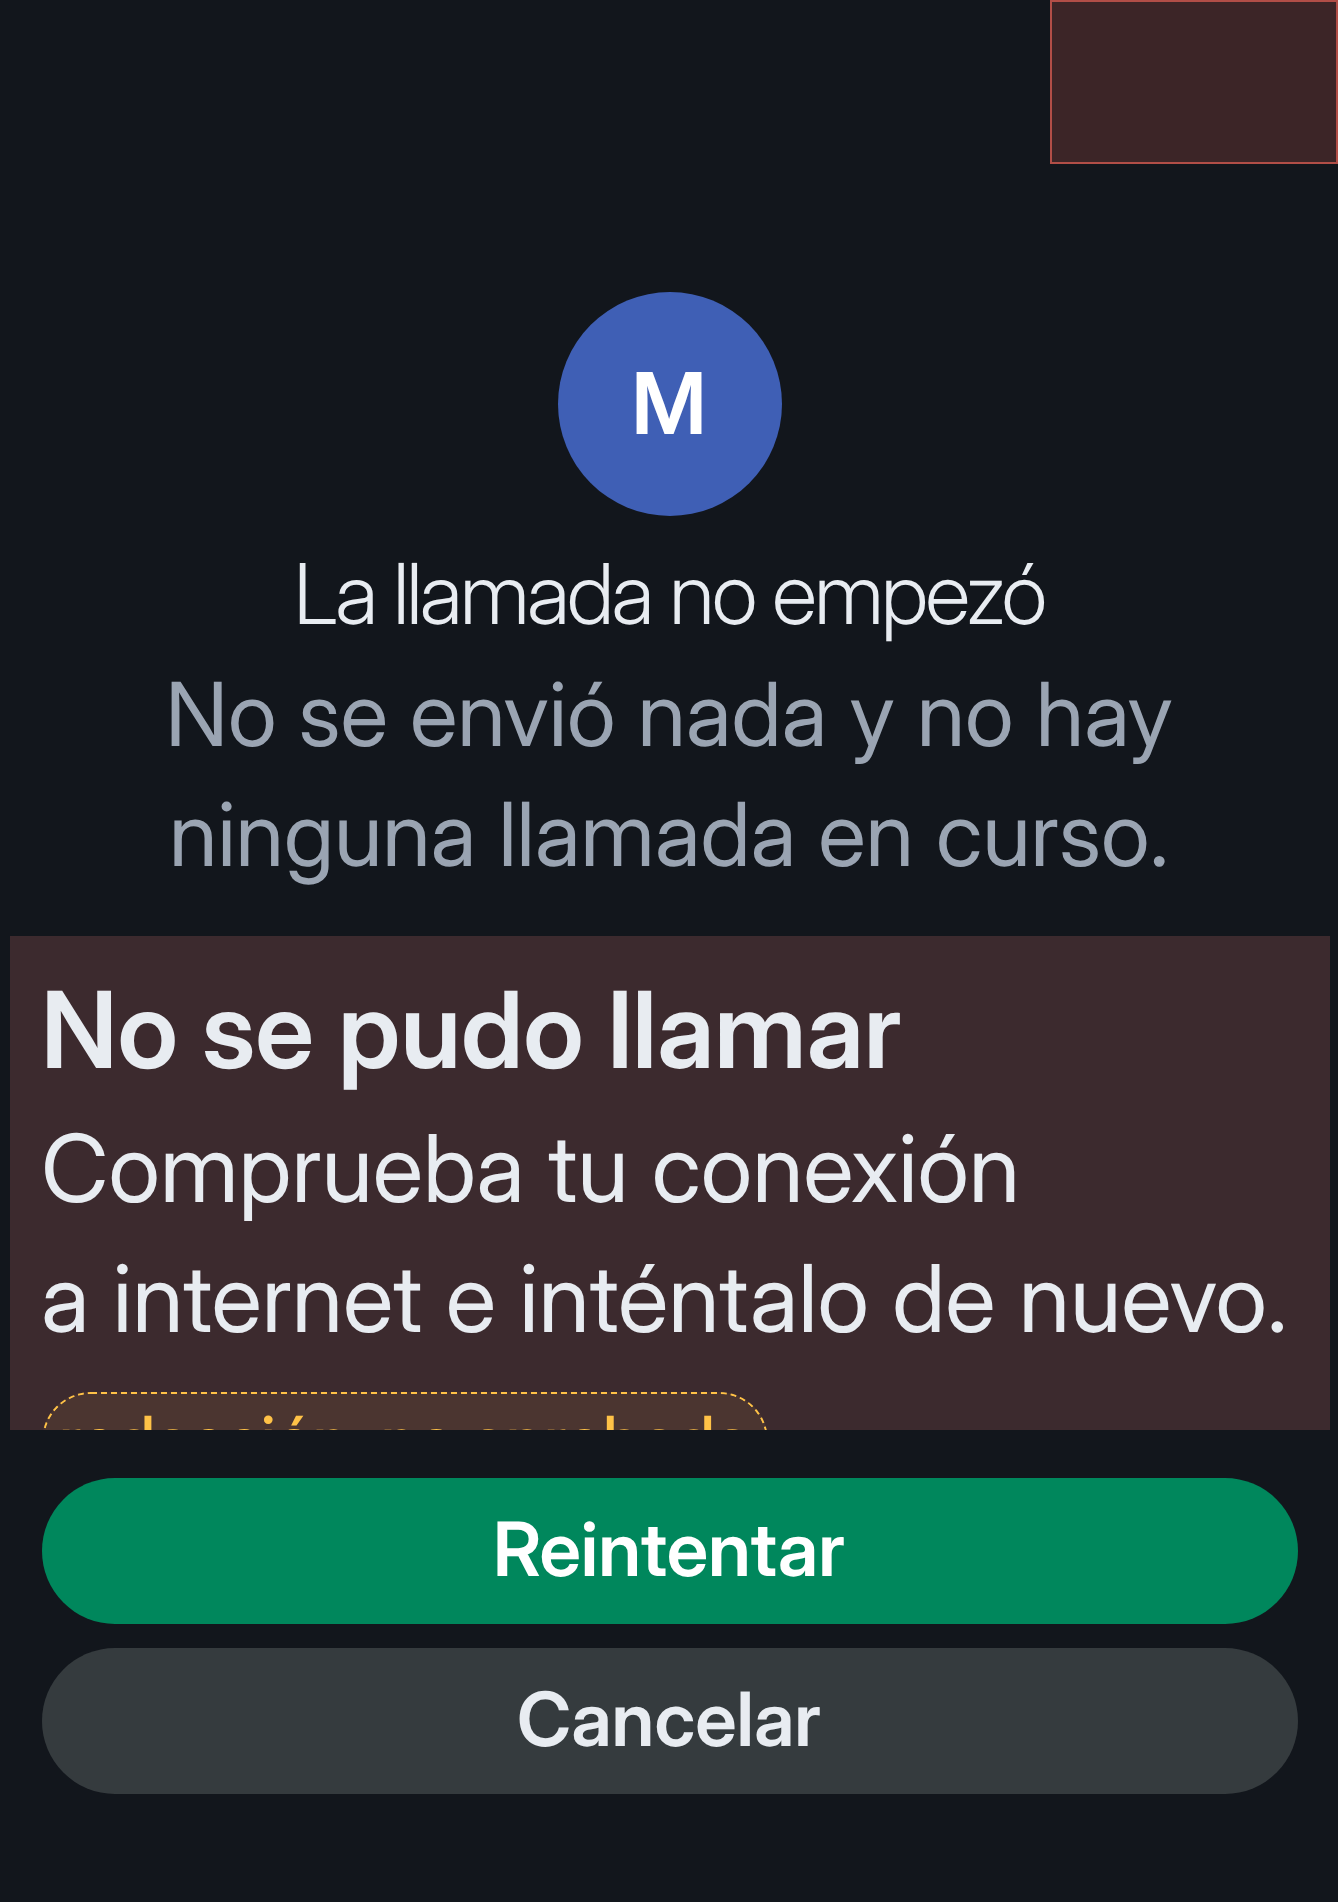 M
La llamada no empezó
No se envió nada y no hay
ninguna llamada en curso.
No se pudo llamar
Comprueba tu conexión
a internet e inténtalo de nuevo.
Reintentar
Cancelar